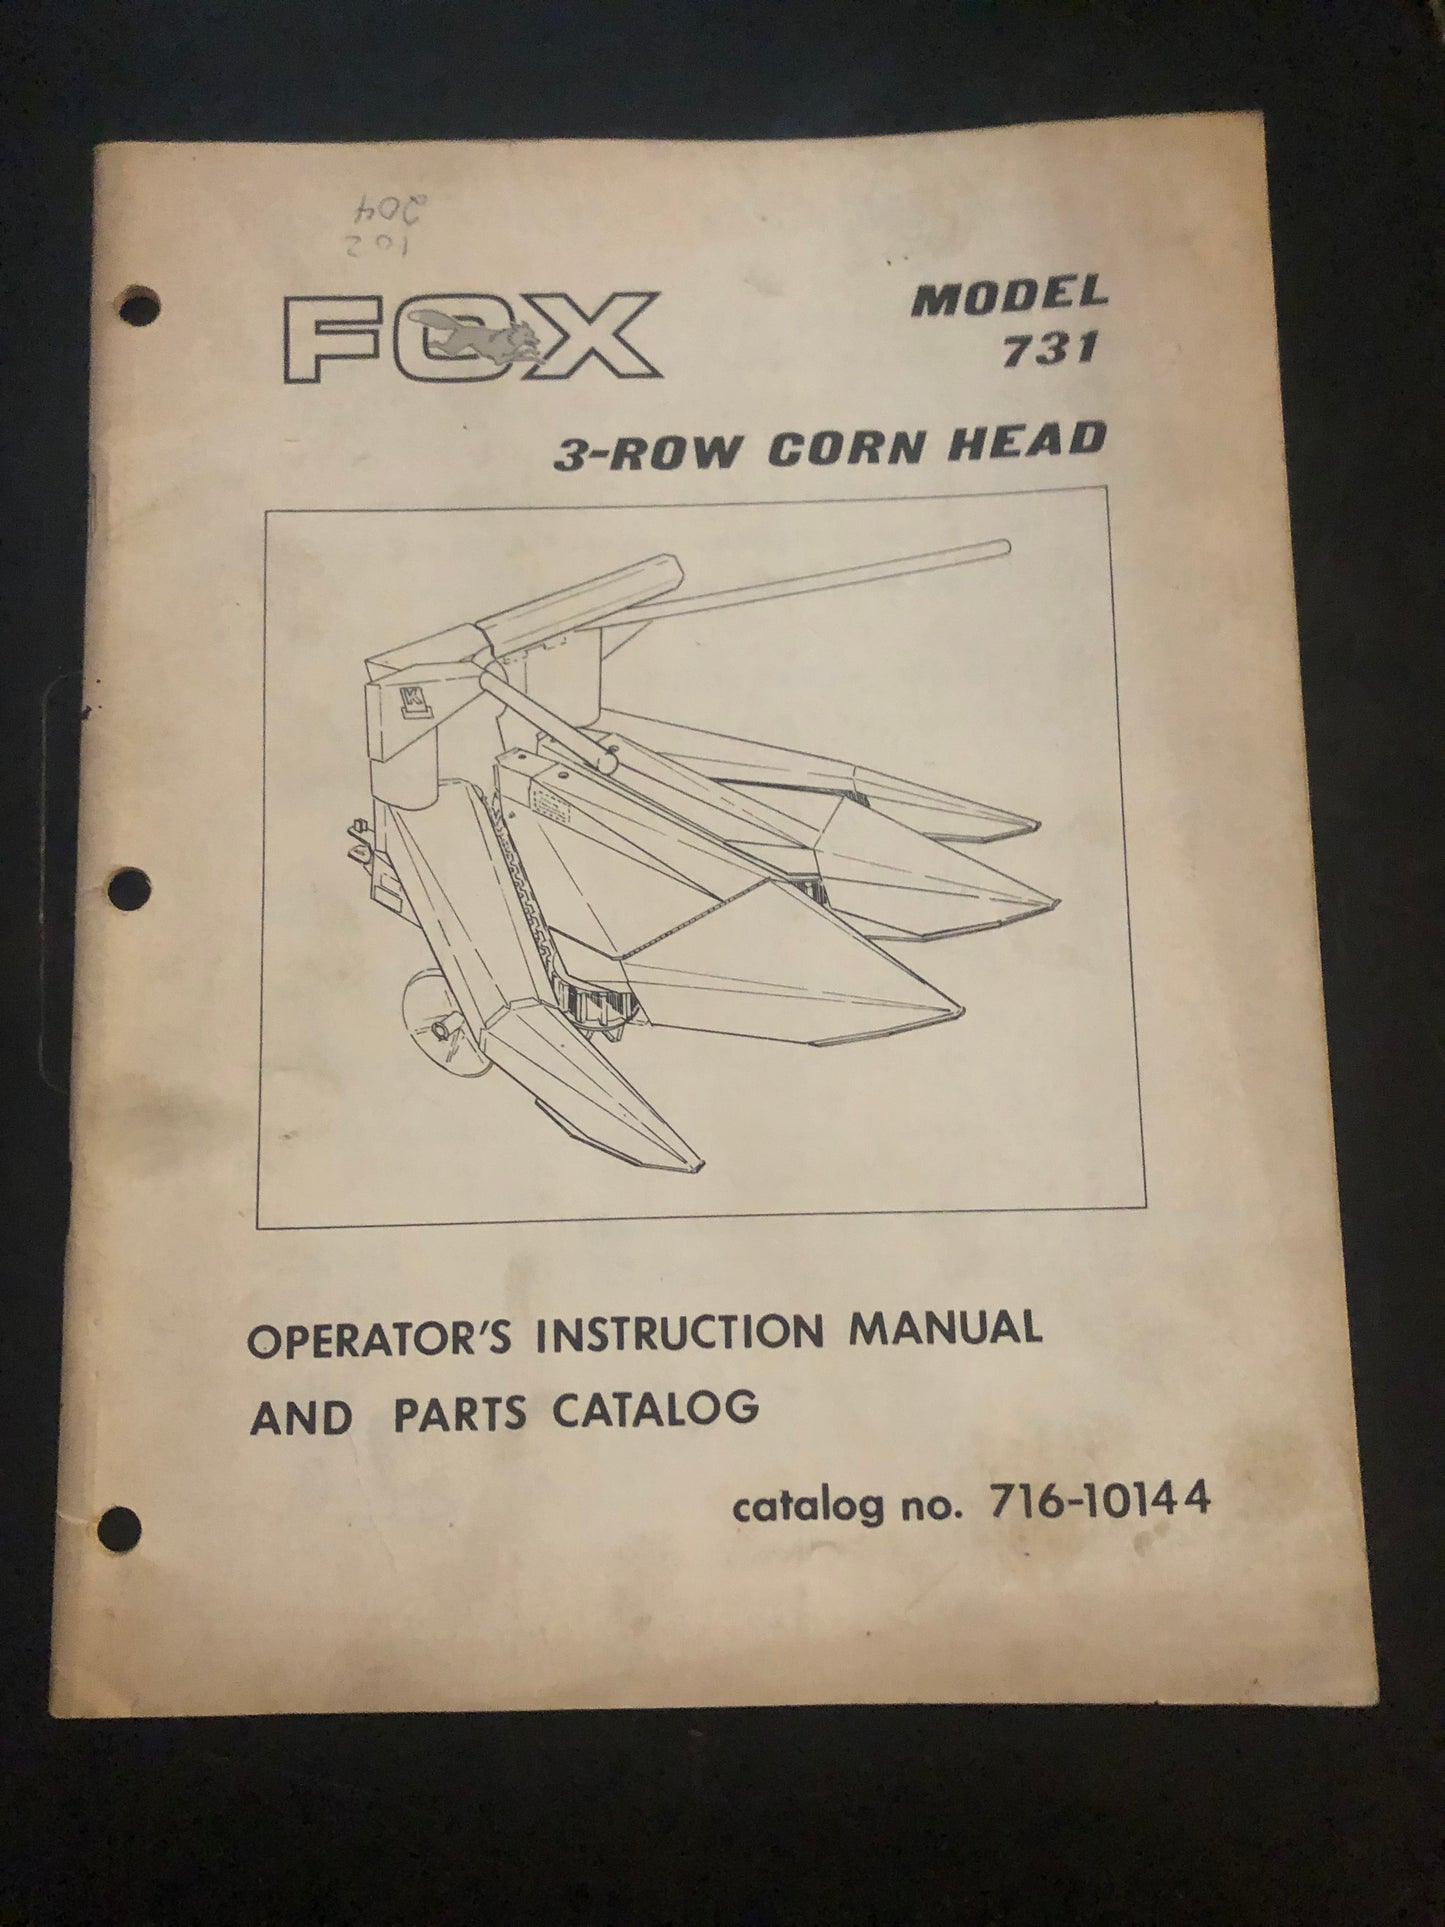 204
102
FOX
MODEL
731
3-ROW CORN HEAD
K
OPERATOR'S INSTRUCTION MANUAL
AND PARTS CATALOG
catalog no. 716-10144